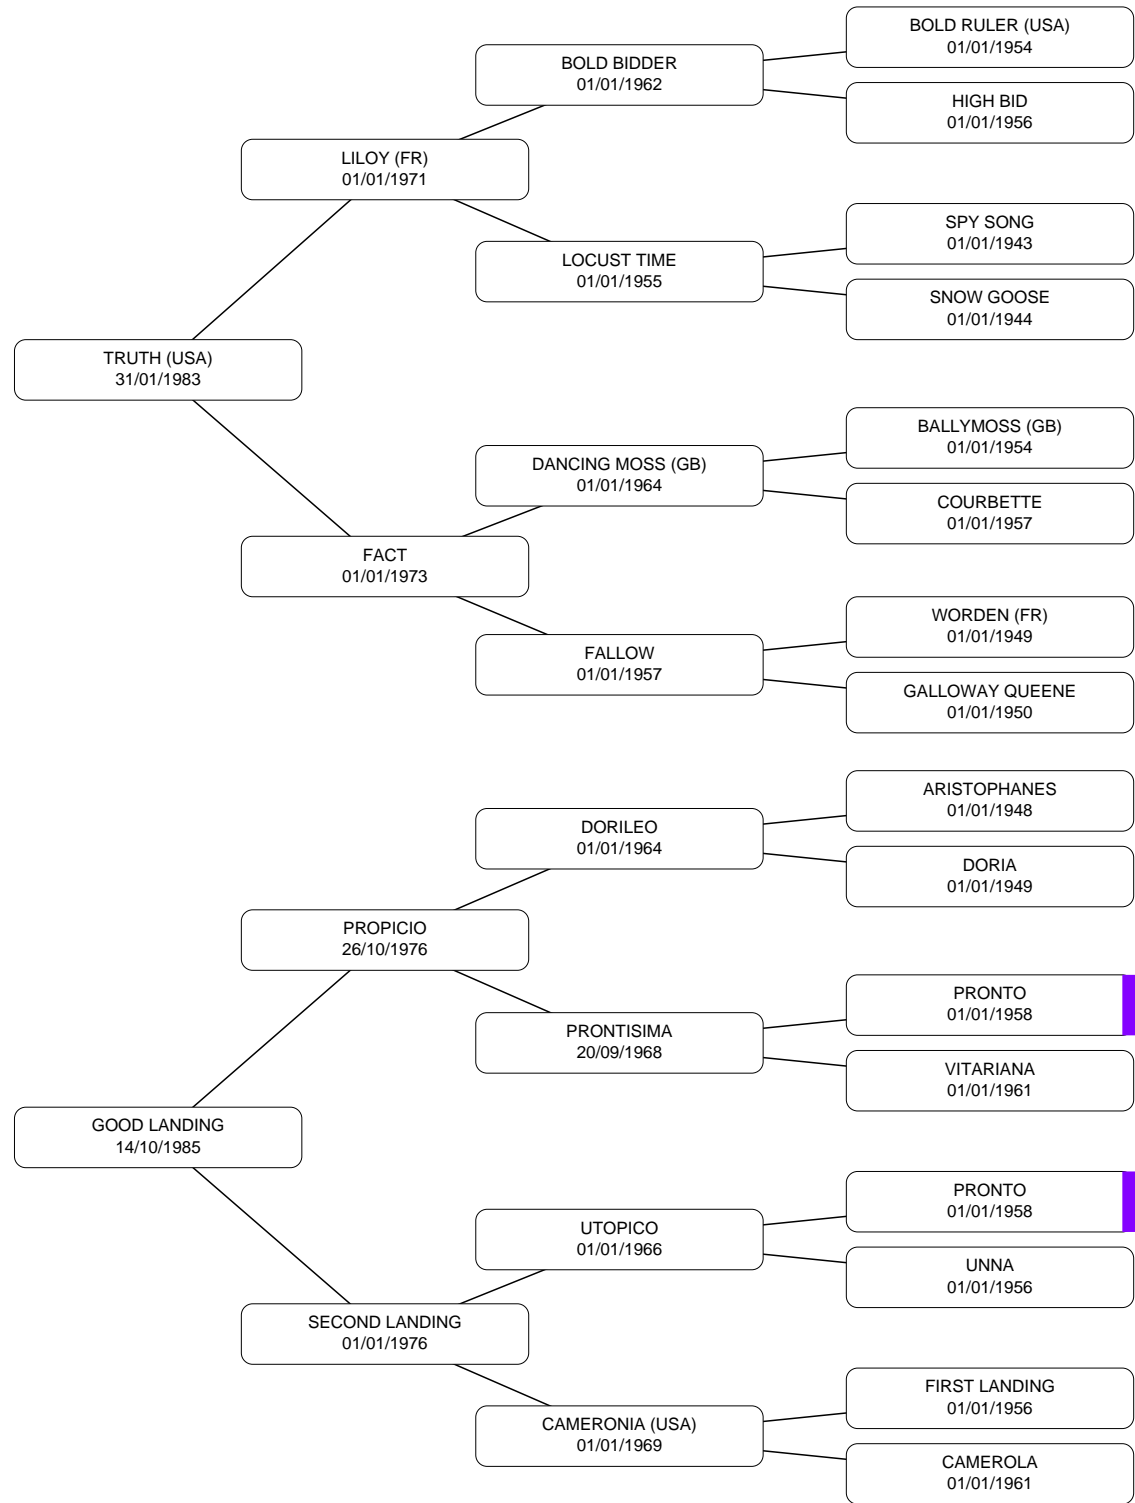 BOLD RULER (USA)
01/01/1954
BOLD BIDDER
01/01/1962
HIGH BID
01/01/1956
LILOY (FR)
01/01/1971
SPY SONG
01/01/1943
LOCUST TIME
01/01/1955
SNOW GOOSE
01/01/1944
TRUTH (USA)
31/01/1983
BALLYMOSS (GB)
01/01/1954
DANCING MOSS (GB)
01/01/1964
COURBETTE
01/01/1957
FACT
01/01/1973
WORDEN (FR)
01/01/1949
FALLOW
01/01/1957
GALLOWAY QUEENE
01/01/1950
ARISTOPHANES
01/01/1948
DORILEO
01/01/1964
DORIA
01/01/1949
PROPICIO
26/10/1976
PRONTO
01/01/1958
PRONTISIMA
20/09/1968
VITARIANA
01/01/1961
GOOD LANDING
14/10/1985
PRONTO
01/01/1958
UTOPICO
01/01/1966
UNNA
01/01/1956
SECOND LANDING
01/01/1976
FIRST LANDING
01/01/1956
CAMERONIA (USA)
01/01/1969
CAMEROLA
01/01/1961